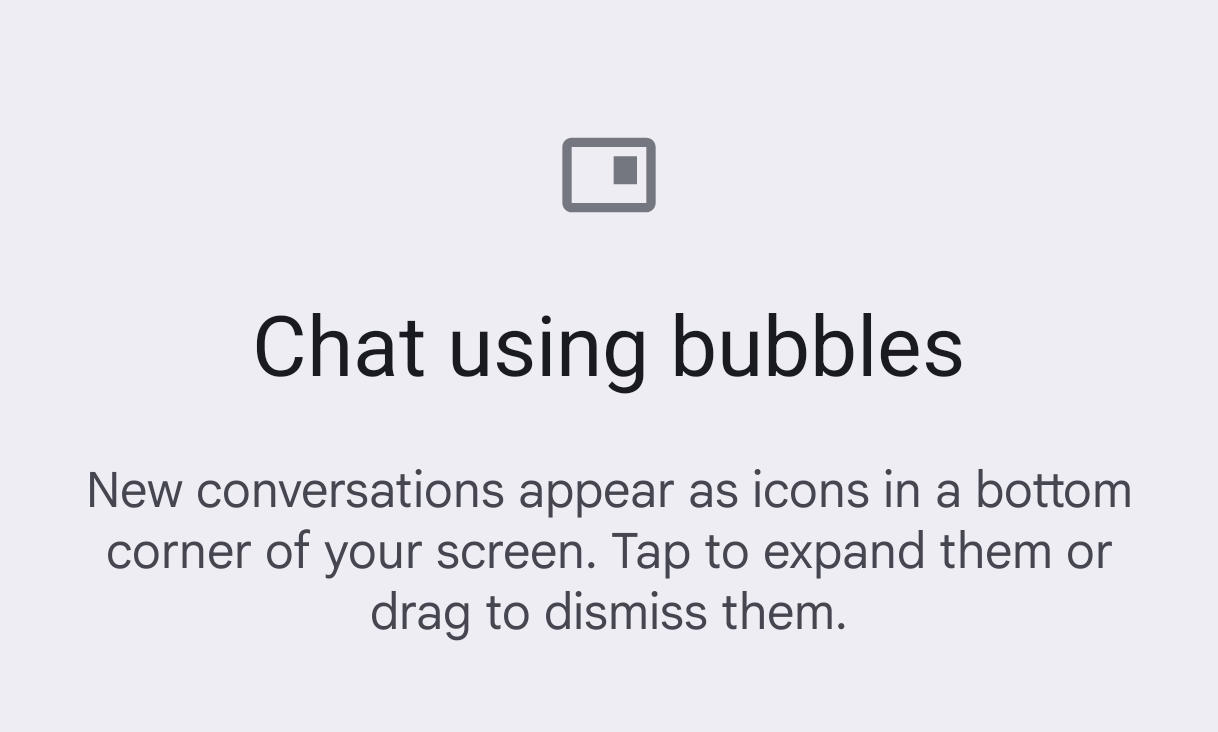 Chat using bubbles
New conversations appear as icons in a bottom
corner of your screen. Tap to expand them or
drag to dismiss them.